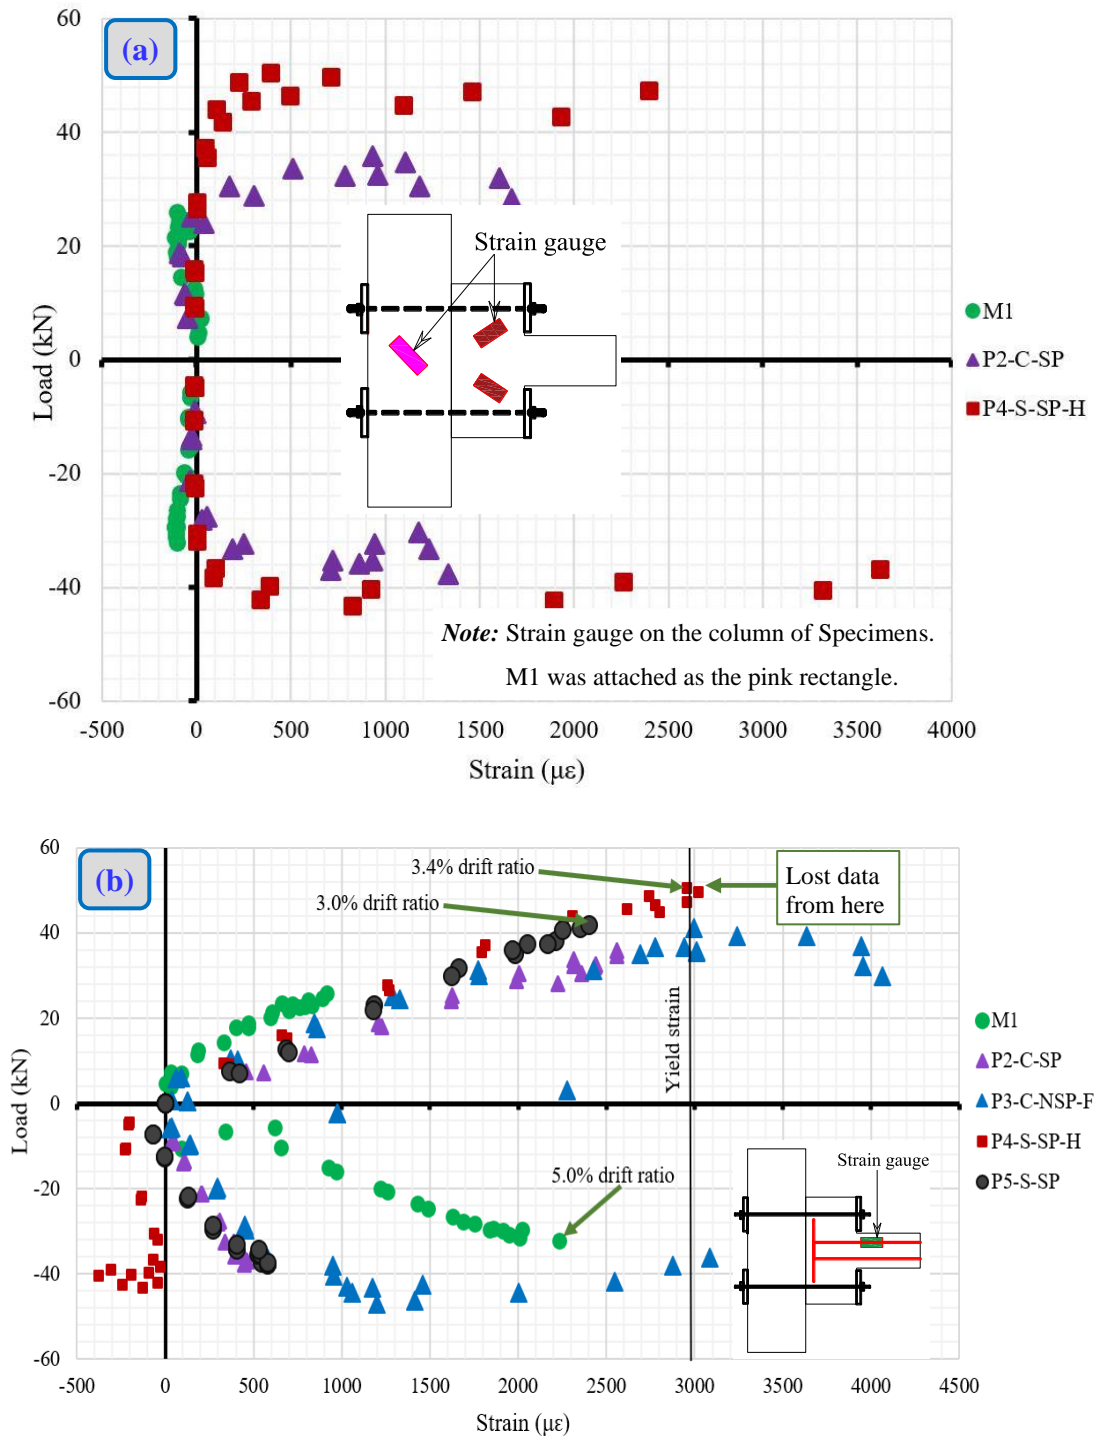 (a)
60
40
20
0
-20
-40
-60
Load (kN)
Strain gauge
M1
P2-C-SP
P4-S-SP-H
Note: Strain gauge on the column of Specimens.
M1 was attached as the pink rectangle.
-500 0 500 1000 1500 2000 2500 3000 3500 4000
Strain (με)
(b)
60
40
20
0
-20
-40
-60
Load (kN)
3.4% drift ratio
3.0% drift ratio
Lost data
from here
Yield strain
5.0% drift ratio
Strain gauge
M1
P2-C-SP
P3-C-NSP-F
P4-S-SP-H
P5-S-SP
-500 0 500 1000 1500 2000 2500 3000 3500 4000 4500
Strain (με)